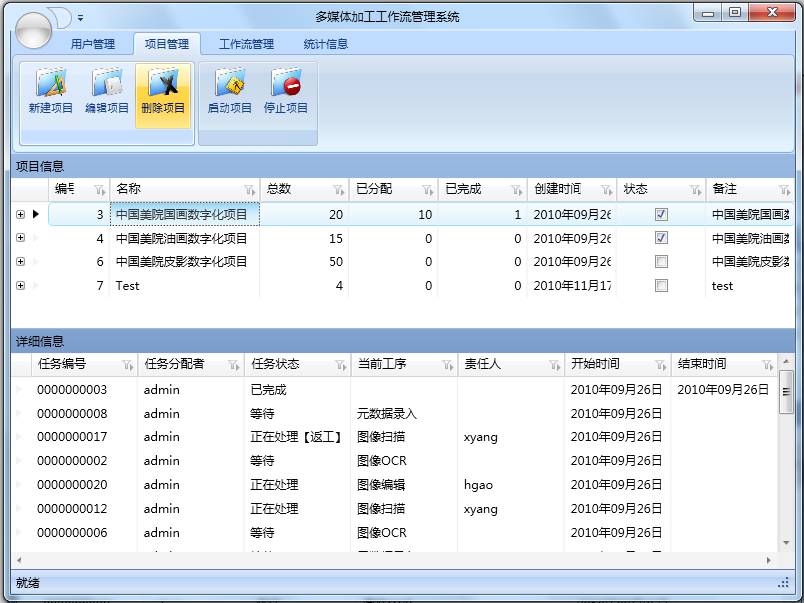 多媒体加工工作流管理系统
用户管理 项目管理 工作流管理 统计信息
新建项目 编辑项目 删除项目 启动项目 停止项目
项目信息
编号 名称 总数 已分配 已完成 创建时间 状态 备注
3 中国美院国画数字化项目 20 10 1 2010年09月26 中国美院国画数
4 中国美院油画数字化项目 15 0 0 2010年09月26 中国美院油画数
6 中国美院皮影数字化项目 50 0 0 2010年09月26 中国美院皮影数
7 Test 4 0 0 2010年11月17 test
详细信息
任务编号 任务分配者 任务状态 当前工序 责任人 开始时间 结束时间
0000000003 admin 已完成 2010年09月26日 2010年09月26日
0000000008 admin 等待 元数据录入 2010年09月26日
0000000017 admin 正在处理【返工】 图像扫描 xyang 2010年09月26日
0000000002 admin 等待 图像OCR 2010年09月26日
0000000020 admin 正在处理 图像编辑 hgao 2010年09月26日
0000000012 admin 正在处理 图像扫描 xyang 2010年09月26日
0000000006 admin 等待 图像OCR 2010年09月26日
就绪